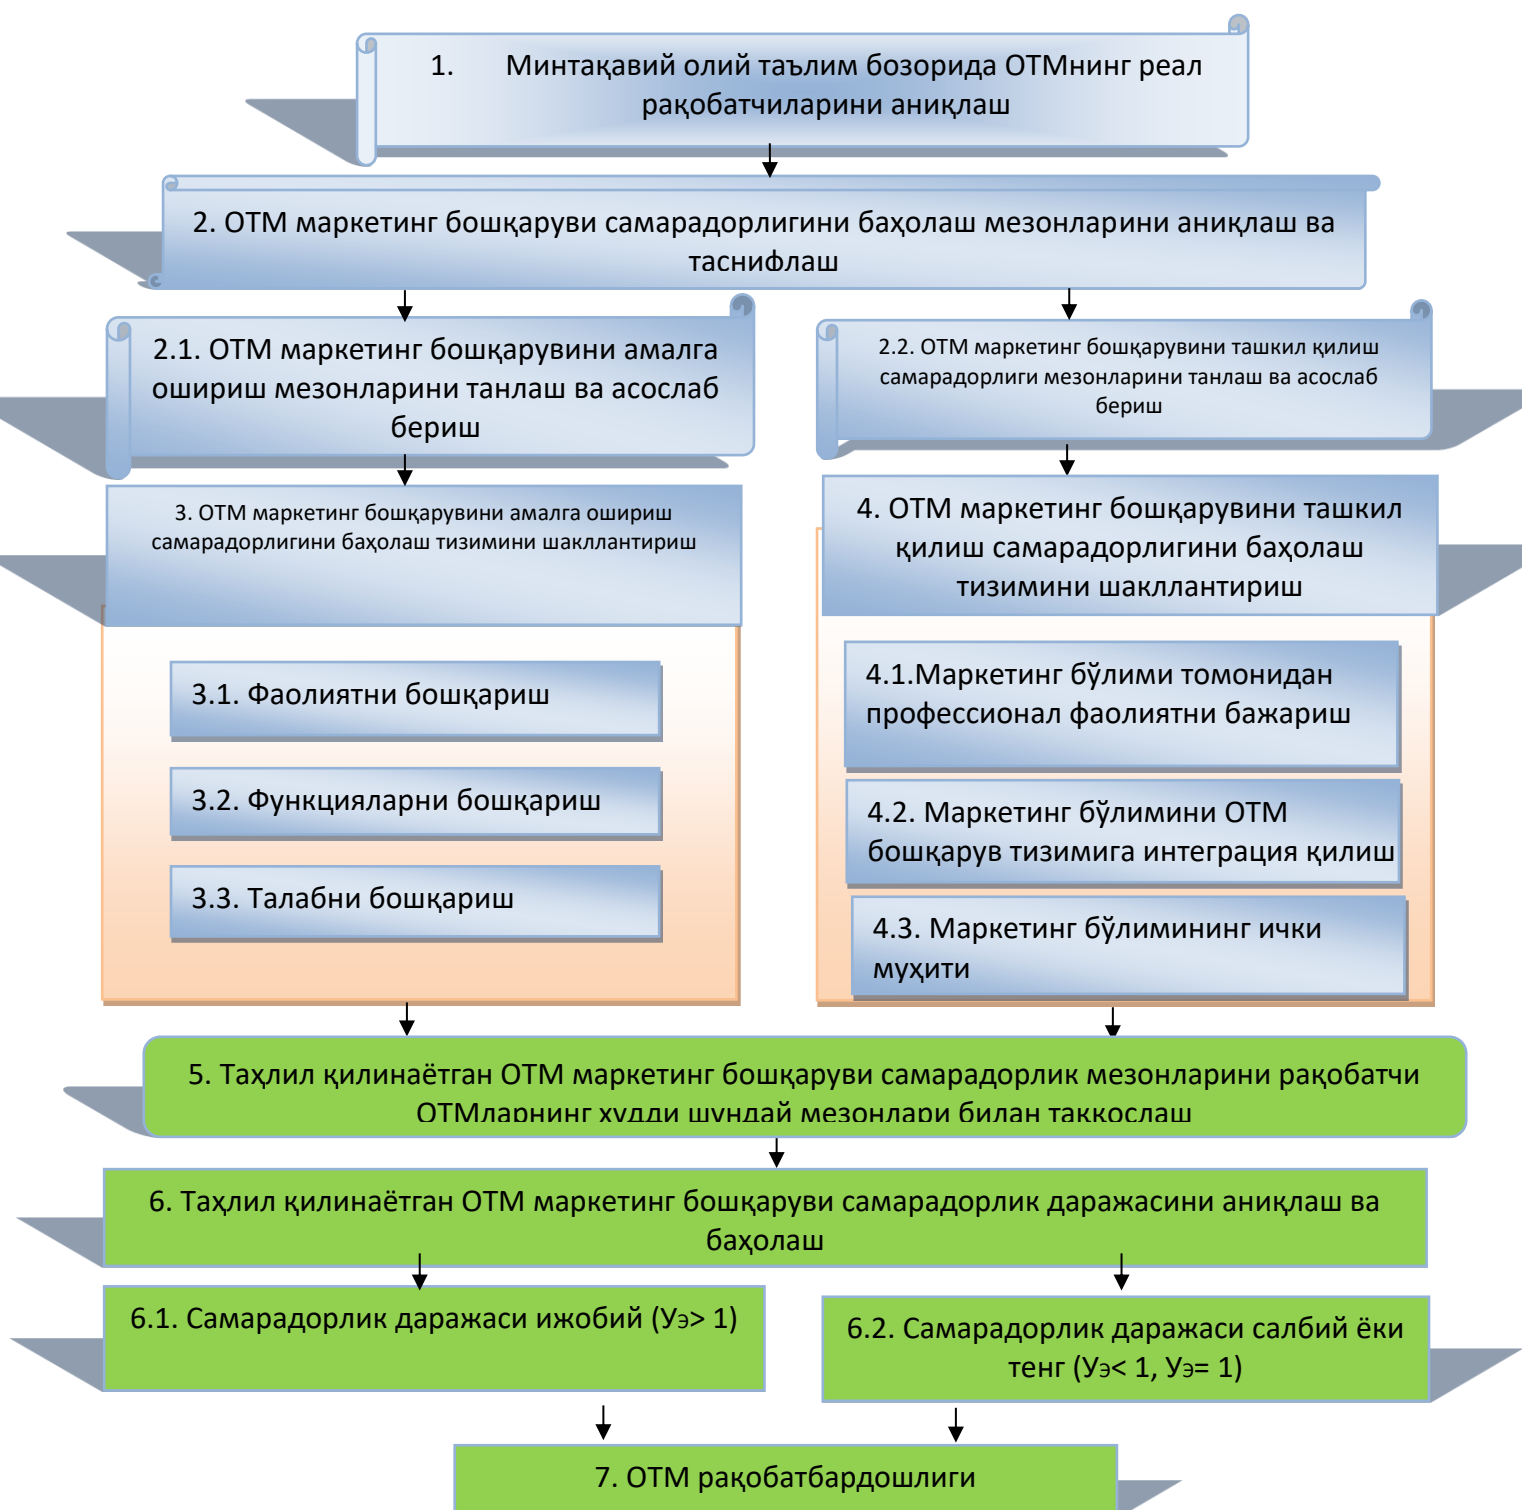 1. Минтақавий олий таълим бозорида ОТМнинг реал
рақобатчиларини аниқлаш
2. ОТМ маркетинг бошқаруви самарадорлигини баҳолаш мезонларини аниқлаш ва
таснифлаш
2.1. ОТМ маркетинг бошқарувини амалга
ошириш мезонларини танлаш ва асослаб
бериш
2.2. ОТМ маркетинг бошқарувини ташкил қилиш
самарадорлиги мезонларини танлаш ва асослаб
бериш
3. ОТМ маркетинг бошқарувини амалга ошириш
самарадорлигини баҳолаш тизимини шакллантириш
4. ОТМ маркетинг бошқарувини ташкил
қилиш самарадорлигини баҳолаш
тизимини шакллантириш
3.1. Фаолиятни бошқариш
3.2. Функцияларни бошқариш
3.3. Талабни бошқариш
4.1.Маркетинг бўлими томонидан
профессионал фаолиятни бажариш
4.2. Маркетинг бўлимини ОТМ
бошқарув тизимига интеграция қилиш
4.3. Маркетинг бўлимининг ички
муҳити
5. Таҳлил қилинаётган ОТМ маркетинг бошқаруви самарадорлик мезонларини рақобатчи
ОТМларнинг худди шундай мезонлари билан таққослаш
6. Таҳлил қилинаётган ОТМ маркетинг бошқаруви самарадорлик даражасини аниқлаш ва
баҳолаш
6.1. Самарадорлик даражаси ижобий (Уэ> 1)
6.2. Самарадорлик даражаси салбий ёки
тенг (Уэ< 1, Уэ= 1)
7. ОТМ рақобатбардошлиги